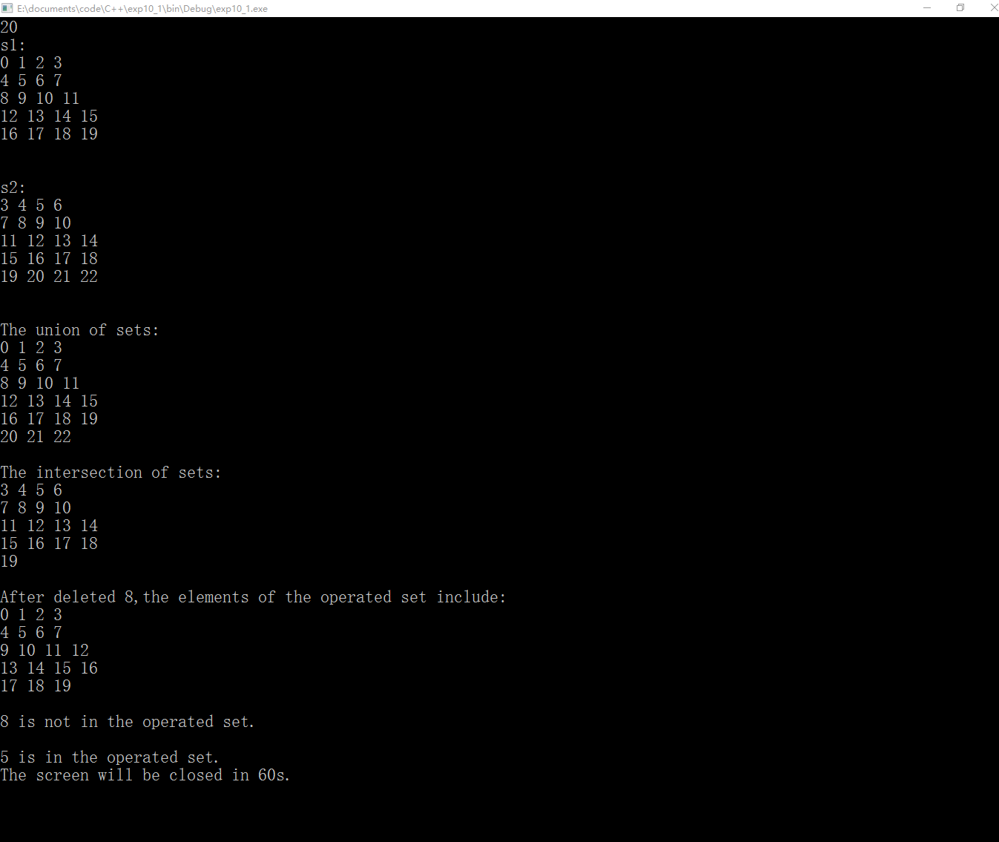 E:\documents\code\C++\exp10_1\bin\Debug\exp10_1.exe
20
s1:
0 1 2 3
4 5 6 7
8 9 10 11
12 13 14 15
16 17 18 19
s2:
3 4 5 6
7 8 9 10
11 12 13 14
15 16 17 18
19 20 21 22
The union of sets:
0 1 2 3
4 5 6 7
8 9 10 11
12 13 14 15
16 17 18 19
20 21 22
The intersection of sets:
3 4 5 6
7 8 9 10
11 12 13 14
15 16 17 18
19
After deleted 8,the elements of the operated set include:
0 1 2 3
4 5 6 7
9 10 11 12
13 14 15 16
17 18 19
8 is not in the operated set.
5 is in the operated set.
The screen will be closed in 60s.